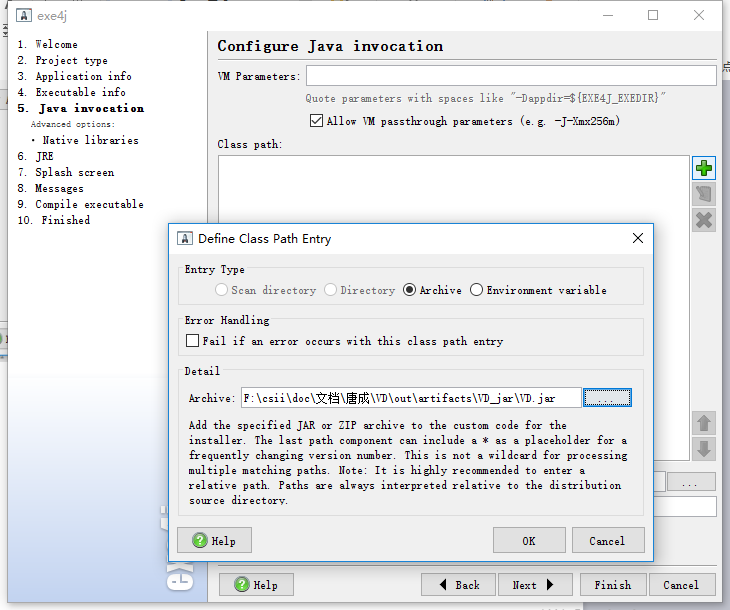 exe4j
1. Welcome
2. Project type
3. Application info
4. Executable info
5. Java invocation
Advanced options:
• Native libraries
6. JRE
7. Splash screen
8. Messages
9. Compile executable
10. Finished
Configure Java invocation
VM Parameters:
Quote parameters with spaces like "-Dappdir=${EXE4J_EXEDIR}"
Allow VM passthrough parameters (e.g. -J-Xmx256m)
Class path:
Define Class Path Entry
Entry Type
Scan directory Directory Archive Environment variable
Error Handling
Fail if an error occurs with this class path entry
Detail
Archive: F:\csii\doc\文档\唐成\VD\out\artifacts\VD_jar\VD.jar ...
Add the specified JAR or ZIP archive to the custom code for the
installer. The last path component can include a * as a placeholder for a
frequently changing version number. This is not a wildcard for processing
multiple matching paths. Note: It is highly recommended to enter a
relative path. Paths are always interpreted relative to the distribution
source directory.
Help OK Cancel
...
Help Back Next Finish Cancel